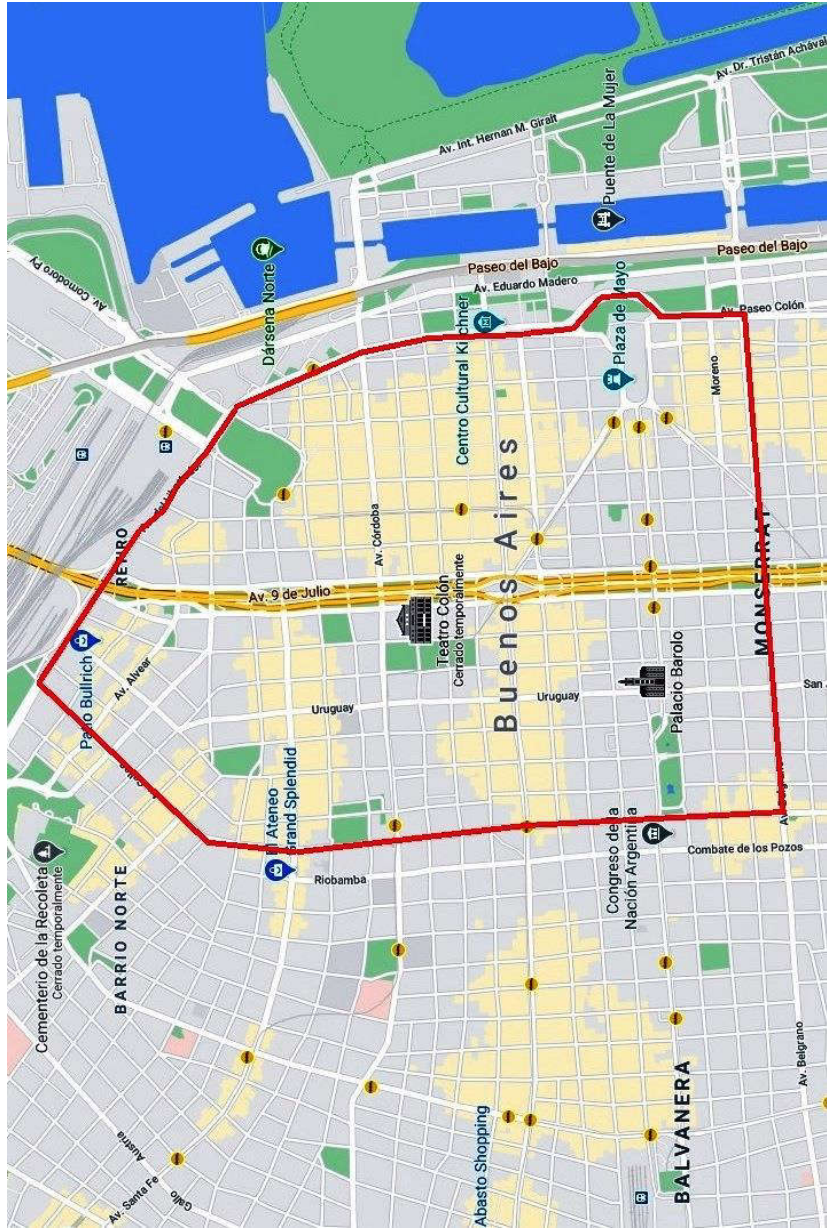 Av. Dr. Tristán Achával
Av. Int. Hernan M. Giralt
Puente de La Mujer
Av. Comodoro Py
Dársena Norte
Paseo del Bajo
Paseo del Bajo
Av. Eduardo Madero
Av. Paseo Colón
Centro Cultural Kirchner
Plaza de Mayo
Moreno
Av. Córdoba
RETIRO
Buenos Aires
MONSERRAT
Av. 9 de Julio
Teatro Colón
Cerrado temporalmente
Patio Bullrich
Av. Alvear
Uruguay
Uruguay
Palacio Barolo
San
El Ateneo
Grand Splendid
Cementerio de la Recoleta
Cerrado temporalmente
BARRIO NORTE
Riobamba
Congreso de la
Nación Argentina
Combate de los Pozos
Av. Belgrano
BALVANERA
Abasto Shopping
Austria
Av. Santa Fe
Gallo